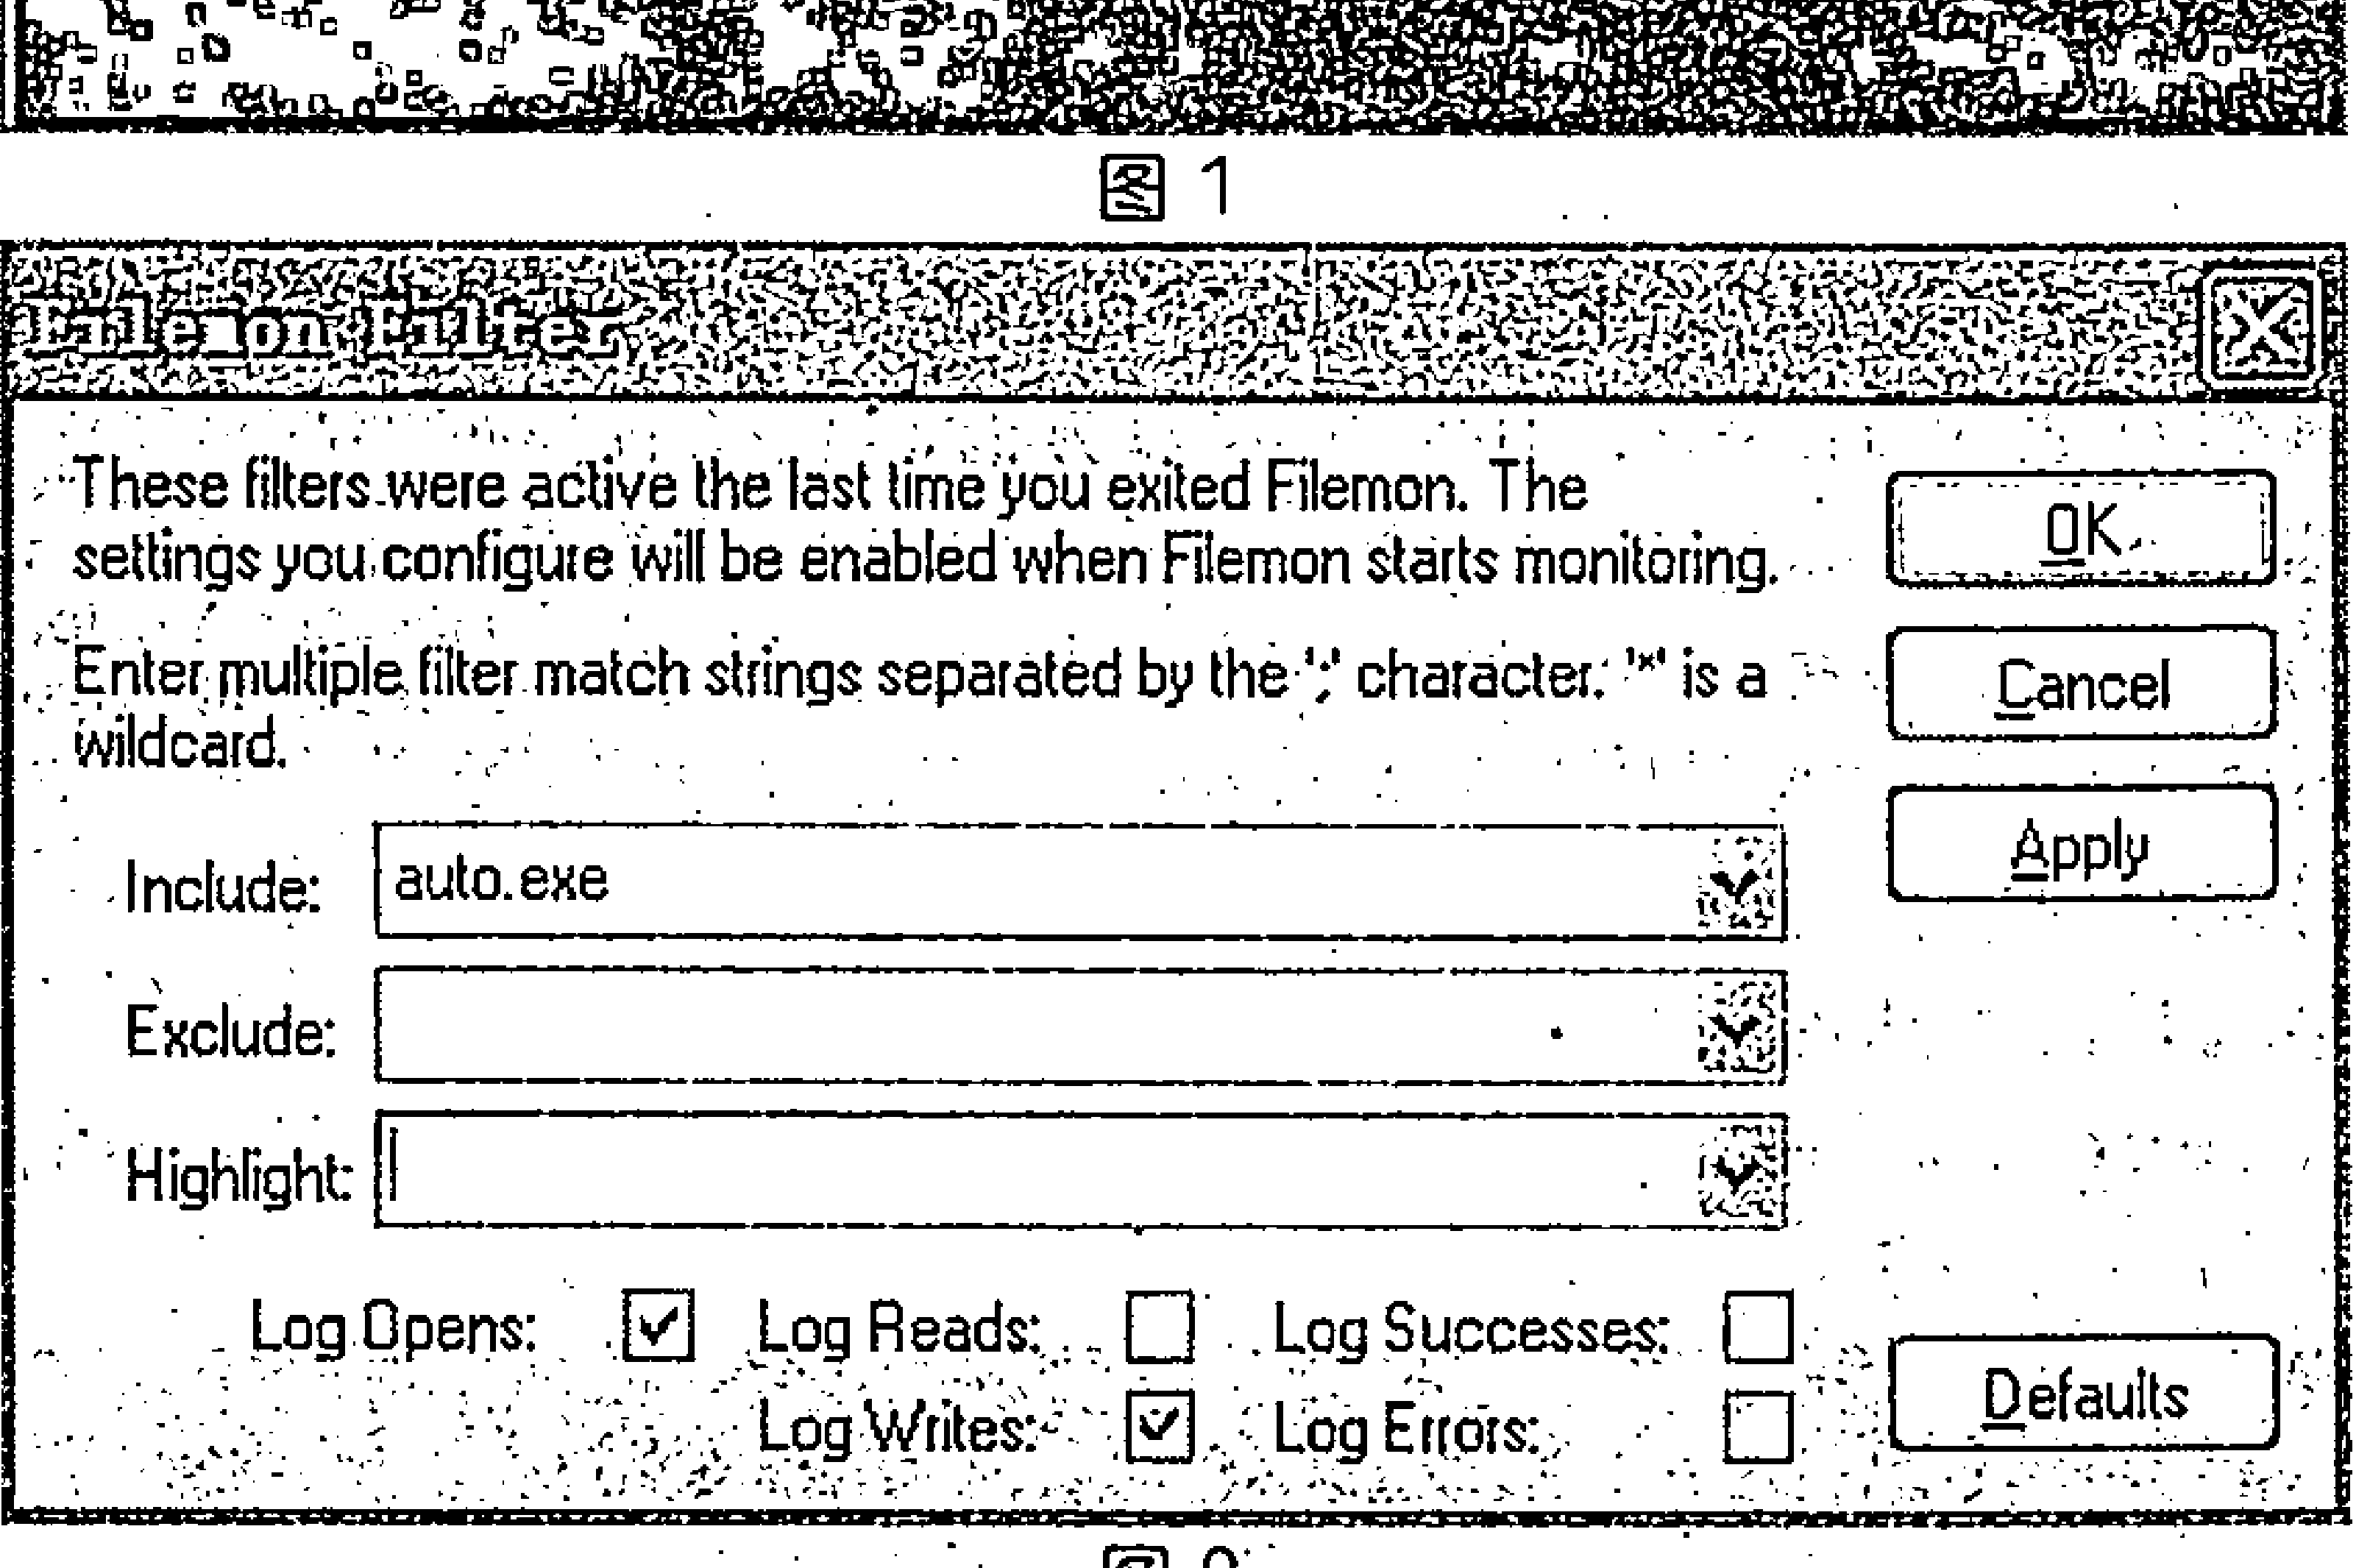 图 1
Filemon Filter
These filters were active the last time you exited Filemon. The
settings you configure will be enabled when Filemon starts monitoring.
Enter multiple filter match strings separated by the ';' character. '*' is a
wildcard.
Include: auto.exe
Exclude:
Highlight:
Log Opens: Log Reads: Log Successes:
Log Writes: Log Errors:
OK
Cancel
Apply
Defaults